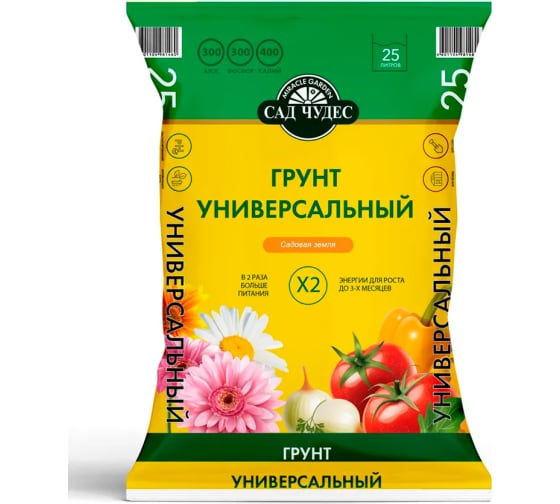 300 300 400
АЗОТ ФОСФОР КАЛИЙ
25
ЛИТРОВ
MIRACLE GARDEN
САД ЧУДЕС
ГРУНТ
УНИВЕРСАЛЬНЫЙ
Садовая земля
В 2 РАЗА
БОЛЬШЕ
ПИТАНИЯ
X2
ЭНЕРГИИ ДЛЯ РОСТА
ДО 3-Х МЕСЯЦЕВ
25
УНИВЕРСАЛЬНЫЙ
25
УНИВЕРСАЛЬНЫЙ
ГРУНТ
УНИВЕРСАЛЬНЫЙ